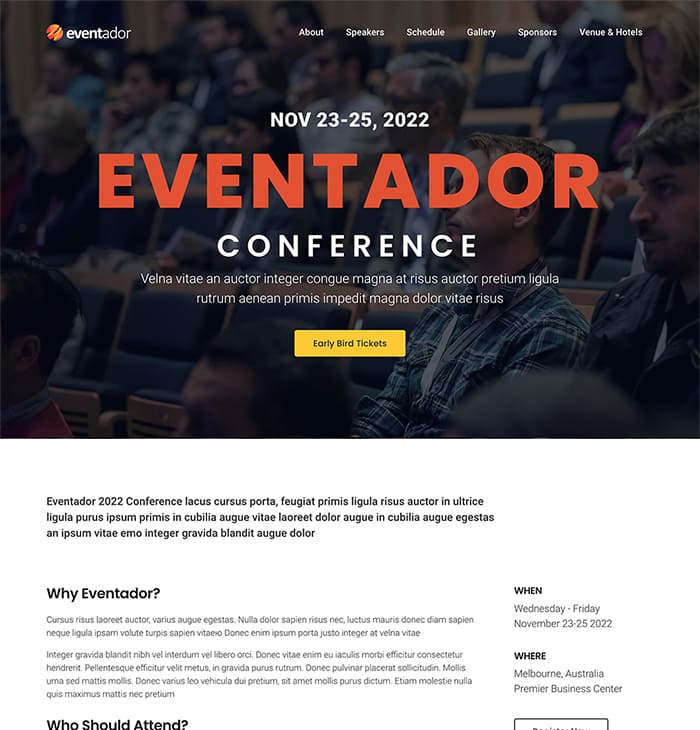 eventador
About Speakers Schedule Gallery Sponsors Venue & Hotels
NOV 23-25, 2022
EVENTADOR
CONFERENCE
Velna vitae an auctor integer congue magna at risus auctor pretium ligula
rutrum aenean primis impedit magna dolor vitae risus
Early Bird Tickets
Eventador 2022 Conference lacus cursus porta, feugiat primis ligula risus auctor in ultrice
ligula purus ipsum primis in cubilia augue vitae laoreet dolor augue in cubilia augue egestas
an ipsum vitae emo integer gravida blandit augue dolor
Why Eventador?
Cursus risus laoreet auctor, varius augue egestas. Nulla dolor sapien risus nec, luctus mauris donec diam sapien
neque ligula ipsam volute turpis sapien vitaeю Donec enim ipsum porta justo integer at velna vitae
Integer gravida blandit nibh vel interdum vel libero orci. Donec vitae enim eu iaculis morbi efficitur consectetur
hendrerit. Pellentesque efficitur velit metus, in gravida purus rutrum. Donec pulvinar placerat sollicitudin. Mollis
urna sed mattis mollis. Donec varius leo vehicula dui pretium, sit amet mollis purus dictum. Etiam molestie nulla
quis maximus mattis nec pretium
Who Should Attend?
WHEN
Wednesday - Friday
November 23-25 2022
WHERE
Melbourne, Australia
Premier Business Center
Register Now